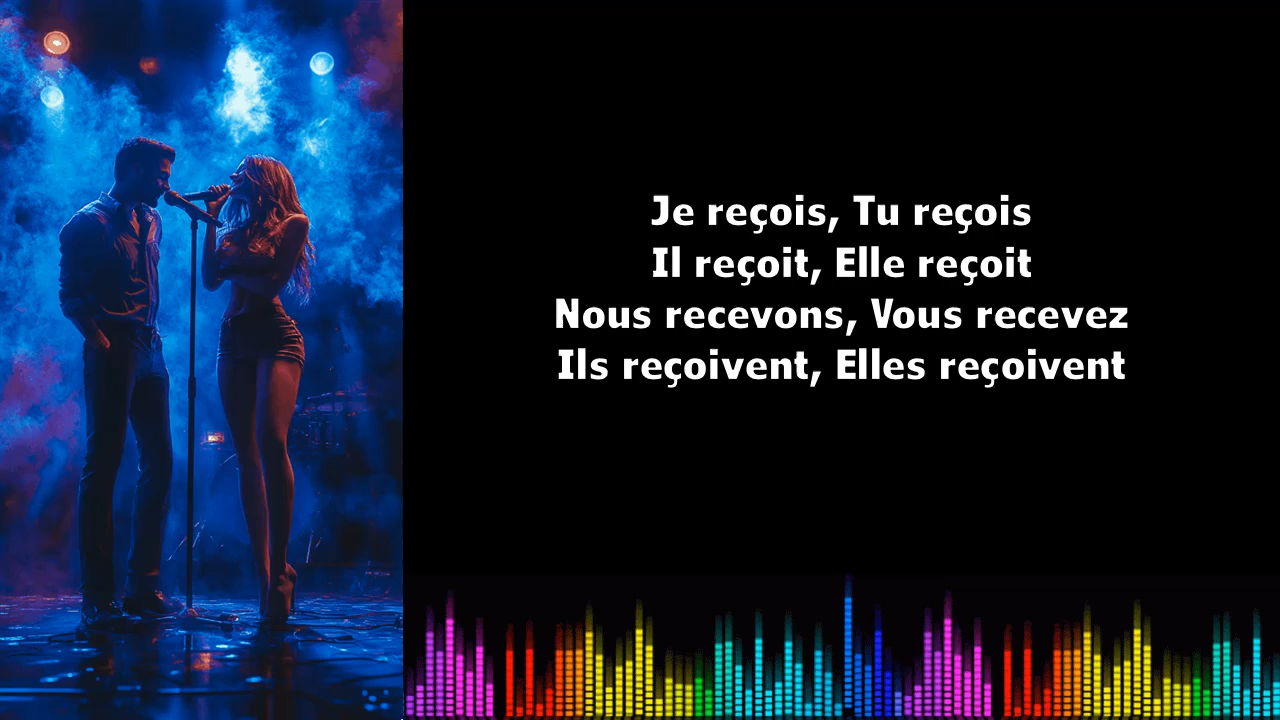 Je reçois, Tu reçois
Il reçoit, Elle reçoit
Nous recevons, Vous recevez
Ils reçoivent, Elles reçoivent